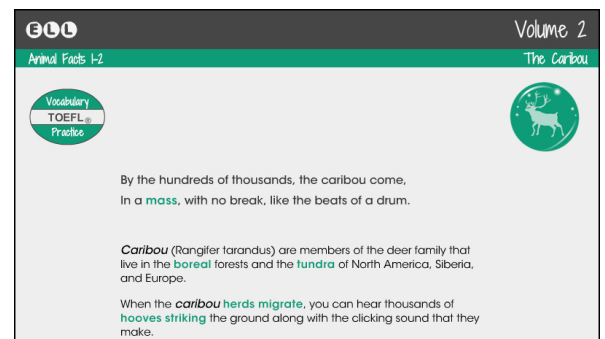 ELL
Volume 2
Animal Facts 1-2
The Caribou
Vocabulary
TOEFL®
Practice
By the hundreds of thousands, the caribou come,
In a mass, with no break, like the beats of a drum.
Caribou (Rangifer tarandus) are members of the deer family that
live in the boreal forests and the tundra of North America, Siberia,
and Europe.
When the caribou herds migrate, you can hear thousands of
hooves striking the ground along with the clicking sound that they
make.